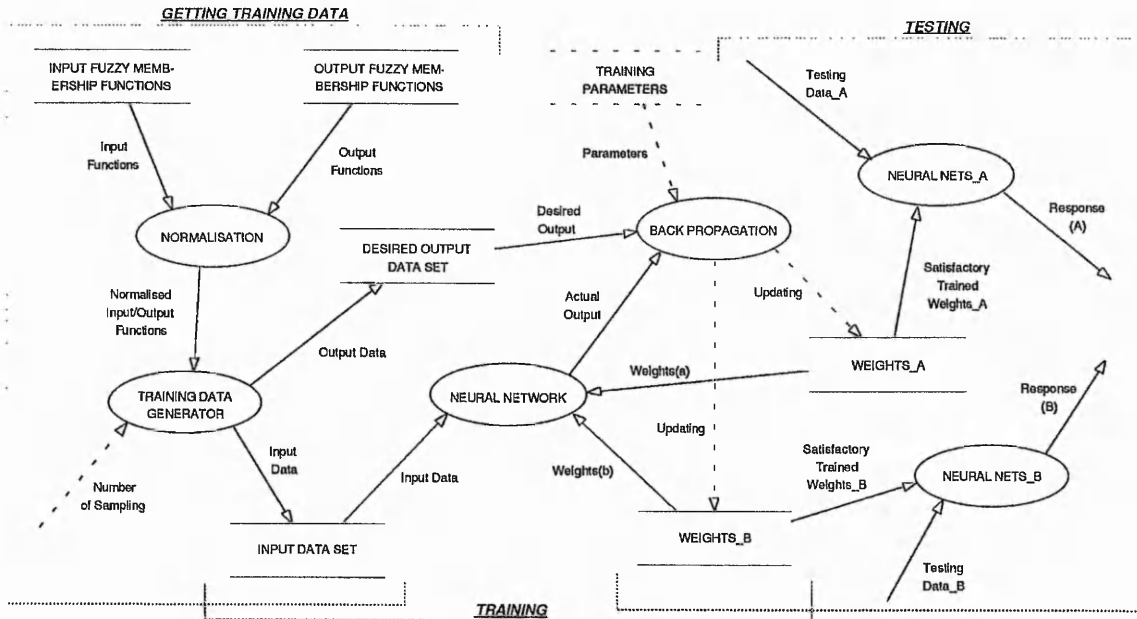 GETTING TRAINING DATA
TESTING
INPUT FUZZY MEMB-
ERSHIP FUNCTIONS
OUTPUT FUZZY MEM-
BERSHIP FUNCTIONS
TRAINING
PARAMETERS
Testing
Data_A
Input
Functions
Output
Functions
Parameters
NEURAL NETS_A
Response
(A)
NORMALISATION
Desired
Output
BACK PROPAGATION
DESIRED OUTPUT
DATA SET
Satisfactory
Trained
Weights_A
Normalised
Input/Output
Functions
Actual
Output
Updating
Output Data
WEIGHTS_A
Weights(a)
TRAINING DATA
GENERATOR
NEURAL NETWORK
Response
(B)
Updating
Input
Data
Input Data
Weights(b)
Satisfactory
Trained
Weights_B
NEURAL NETS_B
Number
of Sampling
INPUT DATA SET
WEIGHTS_B
Testing
Data_B
TRAINING